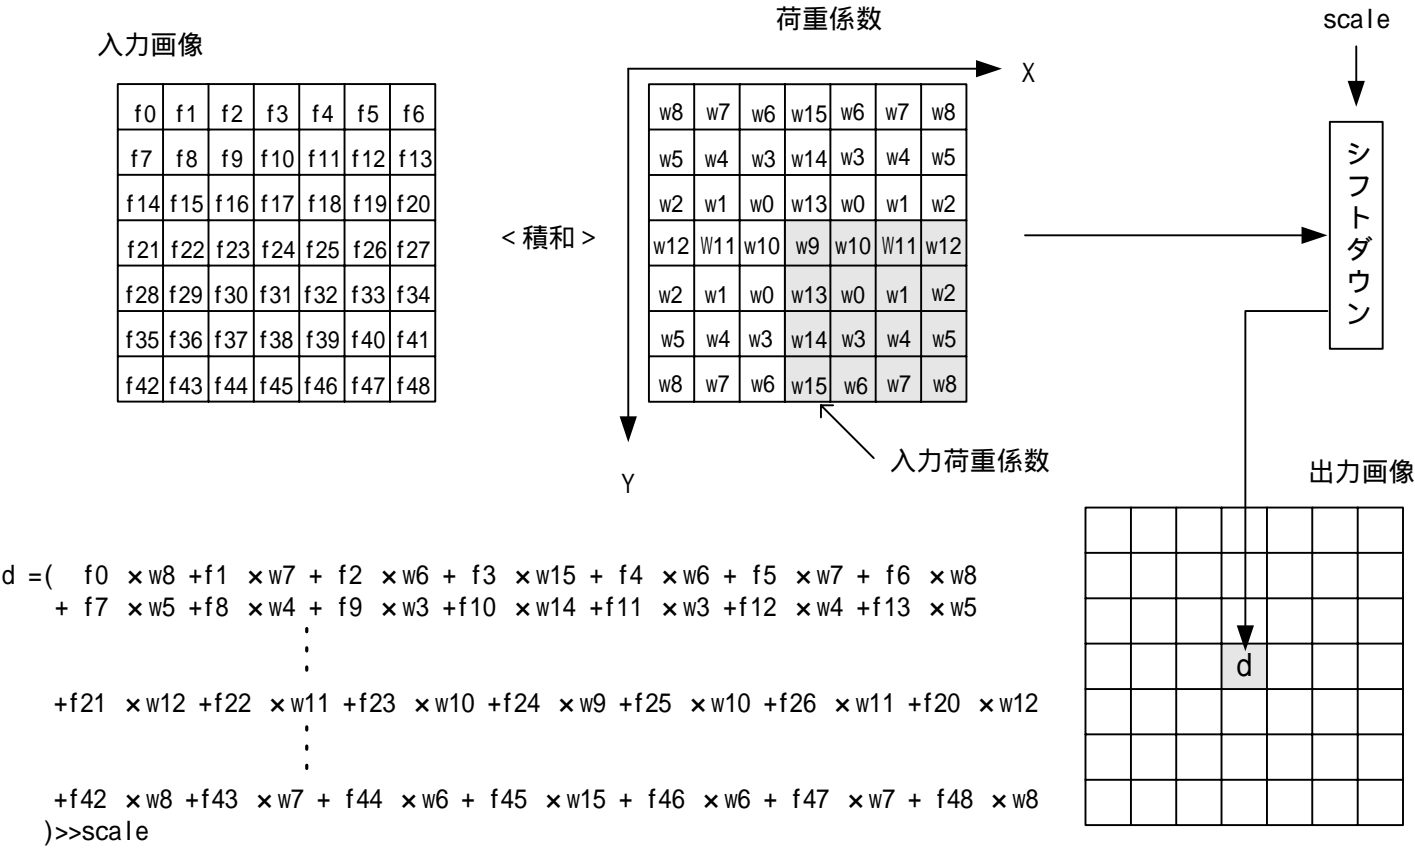 入力画像
荷重係数
scale
X
f0 f1 f2 f3 f4 f5 f6
f7 f8 f9 f10 f11 f12 f13
f14 f15 f16 f17 f18 f19 f20
f21 f22 f23 f24 f25 f26 f27
f28 f29 f30 f31 f32 f33 f34
f35 f36 f37 f38 f39 f40 f41
f42 f43 f44 f45 f46 f47 f48
<積和>
w8 w7 w6 w15 w6 w7 w8
w5 w4 w3 w14 w3 w4 w5
w2 w1 w0 w13 w0 w1 w2
w12 W11 w10 w9 w10 W11 w12
w2 w1 w0 w13 w0 w1 w2
w5 w4 w3 w14 w3 w4 w5
w8 w7 w6 w15 w6 w7 w8
Y
入力荷重係数
シフトダウン
出力画像
d
d =( f0 ×w8 +f1 ×w7 + f2 ×w6 + f3 ×w15 + f4 ×w6 + f5 ×w7 + f6 ×w8
+ f7 ×w5 +f8 ×w4 + f9 ×w3 +f10 ×w14 +f11 ×w3 +f12 ×w4 +f13 ×w5
+f21 ×w12 +f22 ×w11 +f23 ×w10 +f24 ×w9 +f25 ×w10 +f26 ×w11 +f20 ×w12
+f42 ×w8 +f43 ×w7 + f44 ×w6 + f45 ×w15 + f46 ×w6 + f47 ×w7 + f48 ×w8
)>>scale